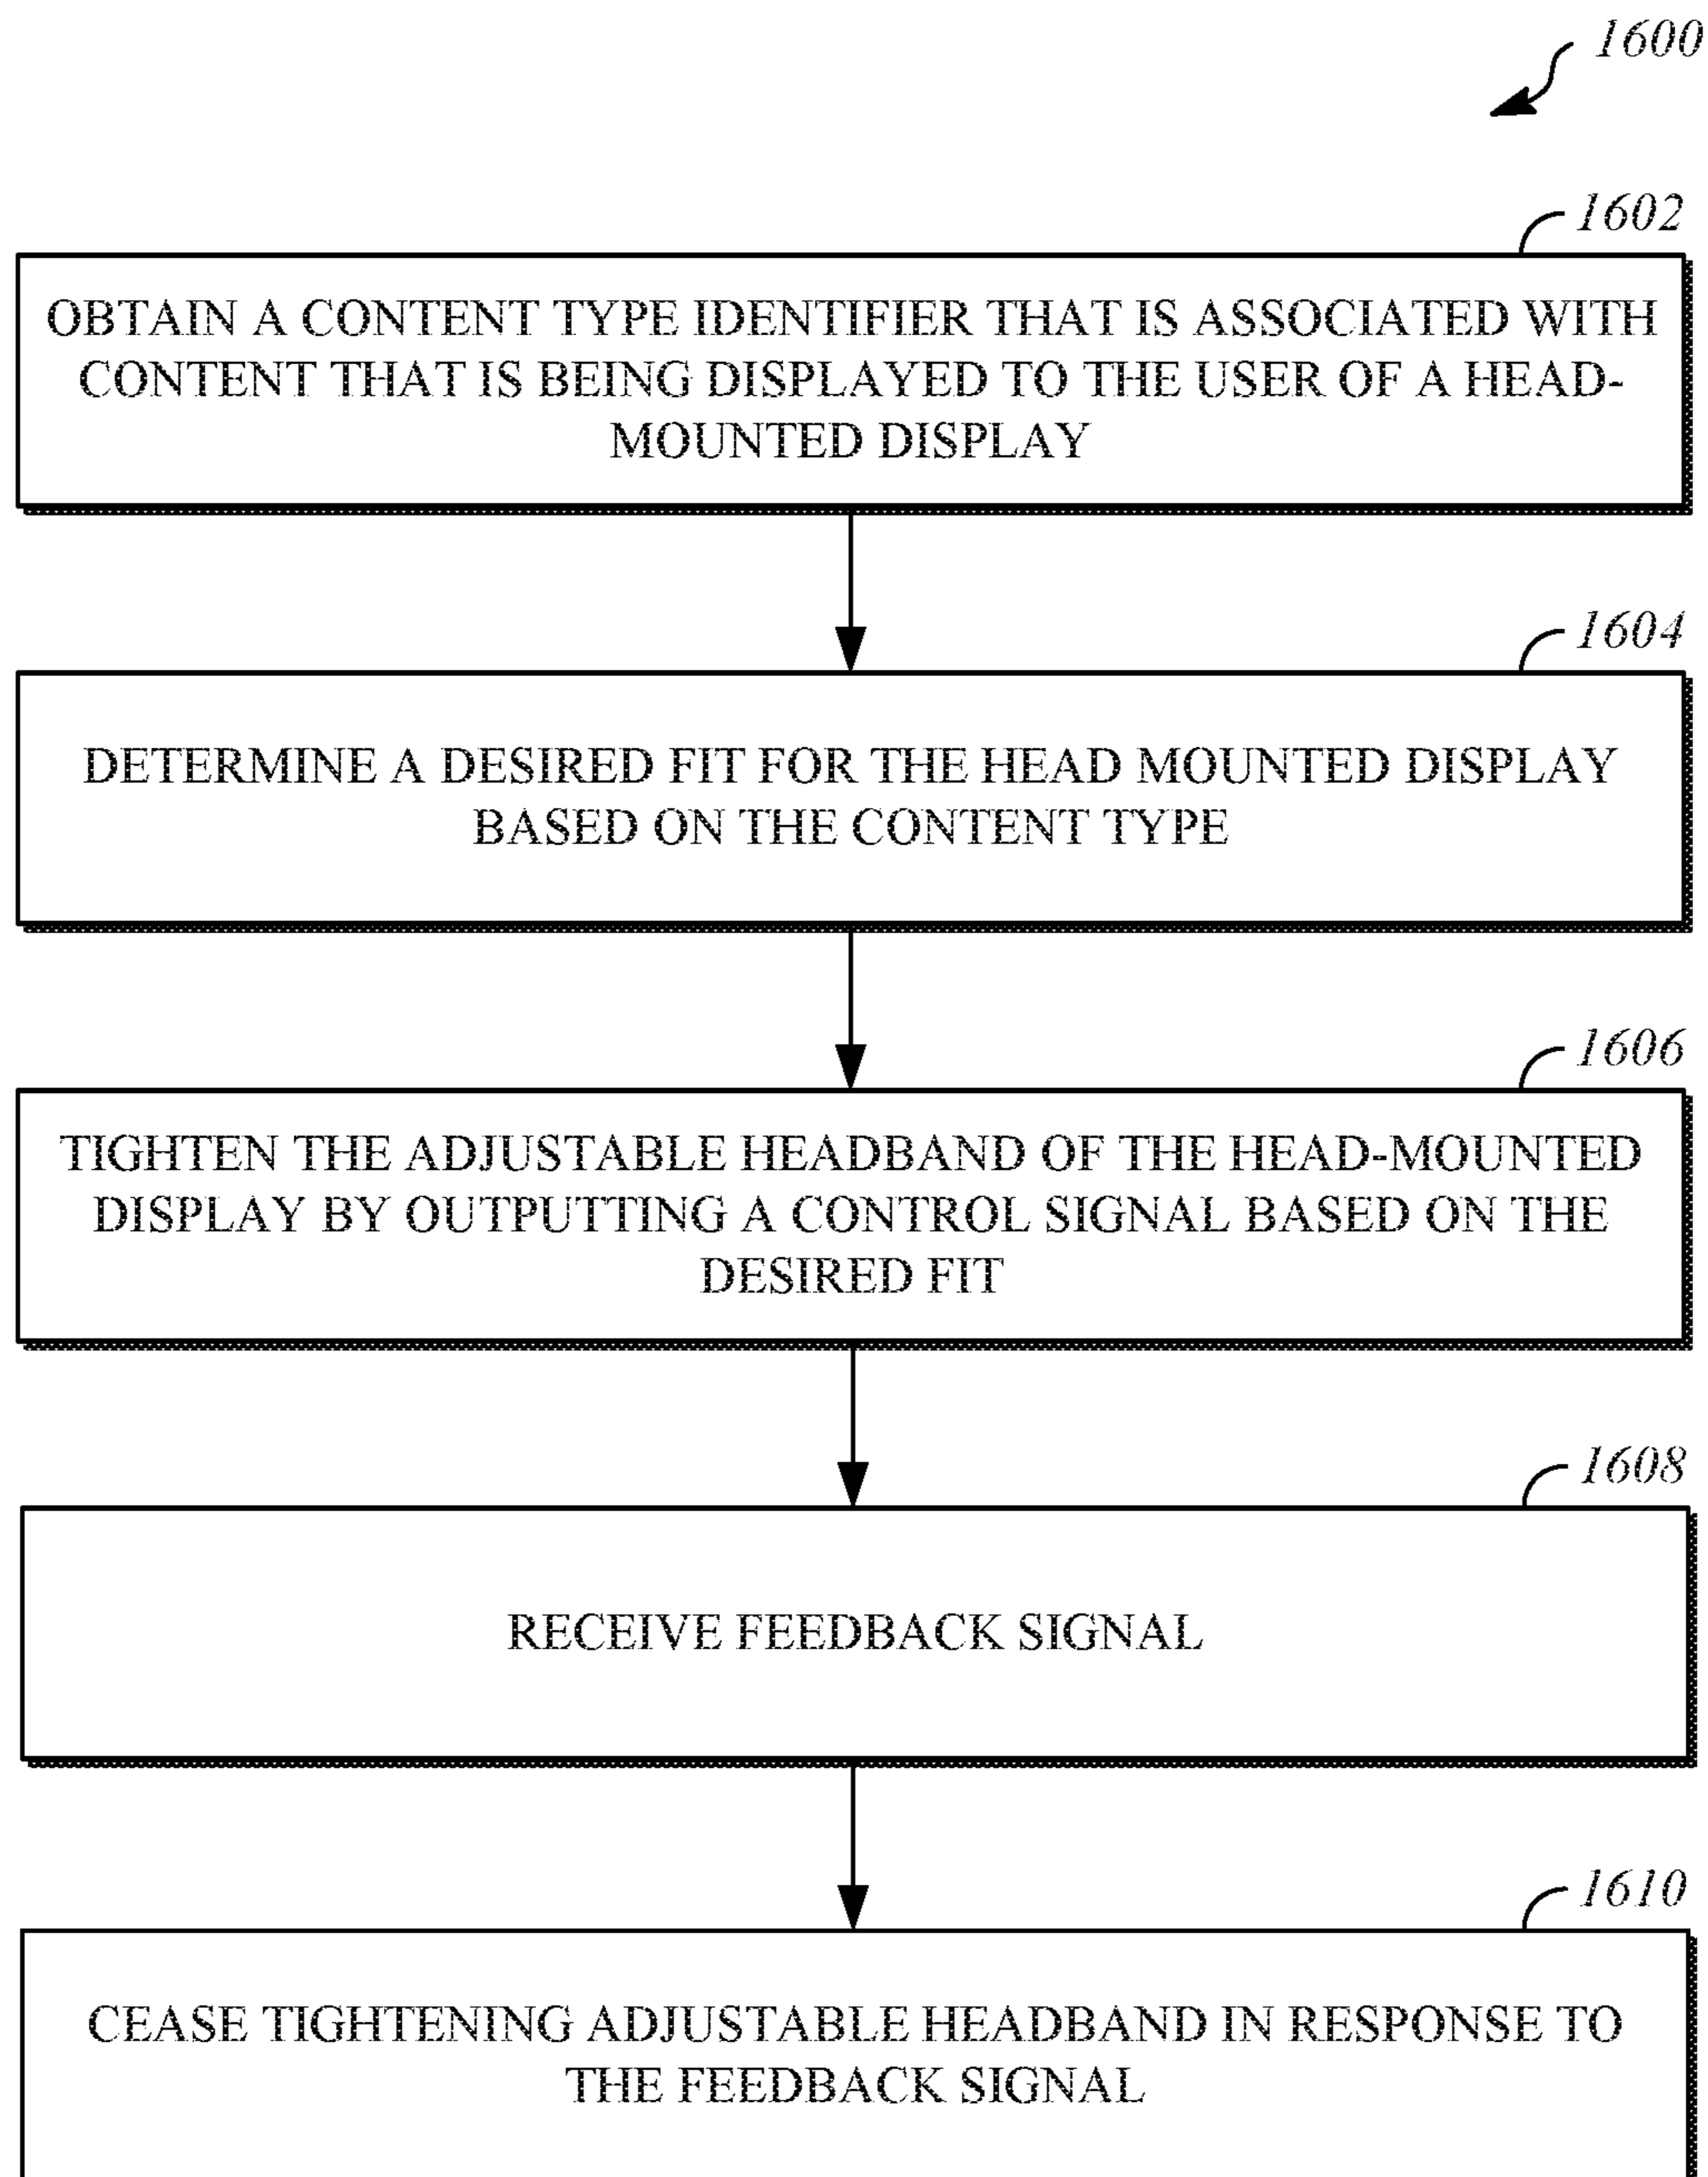 1600
1602
OBTAIN A CONTENT TYPE IDENTIFIER THAT IS ASSOCIATED WITH
CONTENT THAT IS BEING DISPLAYED TO THE USER OF A HEAD-
MOUNTED DISPLAY
1604
DETERMINE A DESIRED FIT FOR THE HEAD MOUNTED DISPLAY
BASED ON THE CONTENT TYPE
1606
TIGHTEN THE ADJUSTABLE HEADBAND OF THE HEAD-MOUNTED
DISPLAY BY OUTPUTTING A CONTROL SIGNAL BASED ON THE
DESIRED FIT
1608
RECEIVE FEEDBACK SIGNAL
1610
CEASE TIGHTENING ADJUSTABLE HEADBAND IN RESPONSE TO
THE FEEDBACK SIGNAL